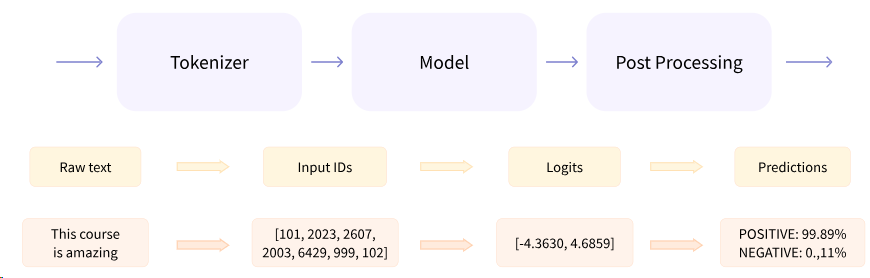 Tokenizer
Model
Post Processing
Raw text
Input IDs
Logits
Predictions
This course
is amazing
[101, 2023, 2607,
2003, 6429, 999, 102]
[-4.3630, 4.6859]
POSITIVE: 99.89%
NEGATIVE: 0.,11%